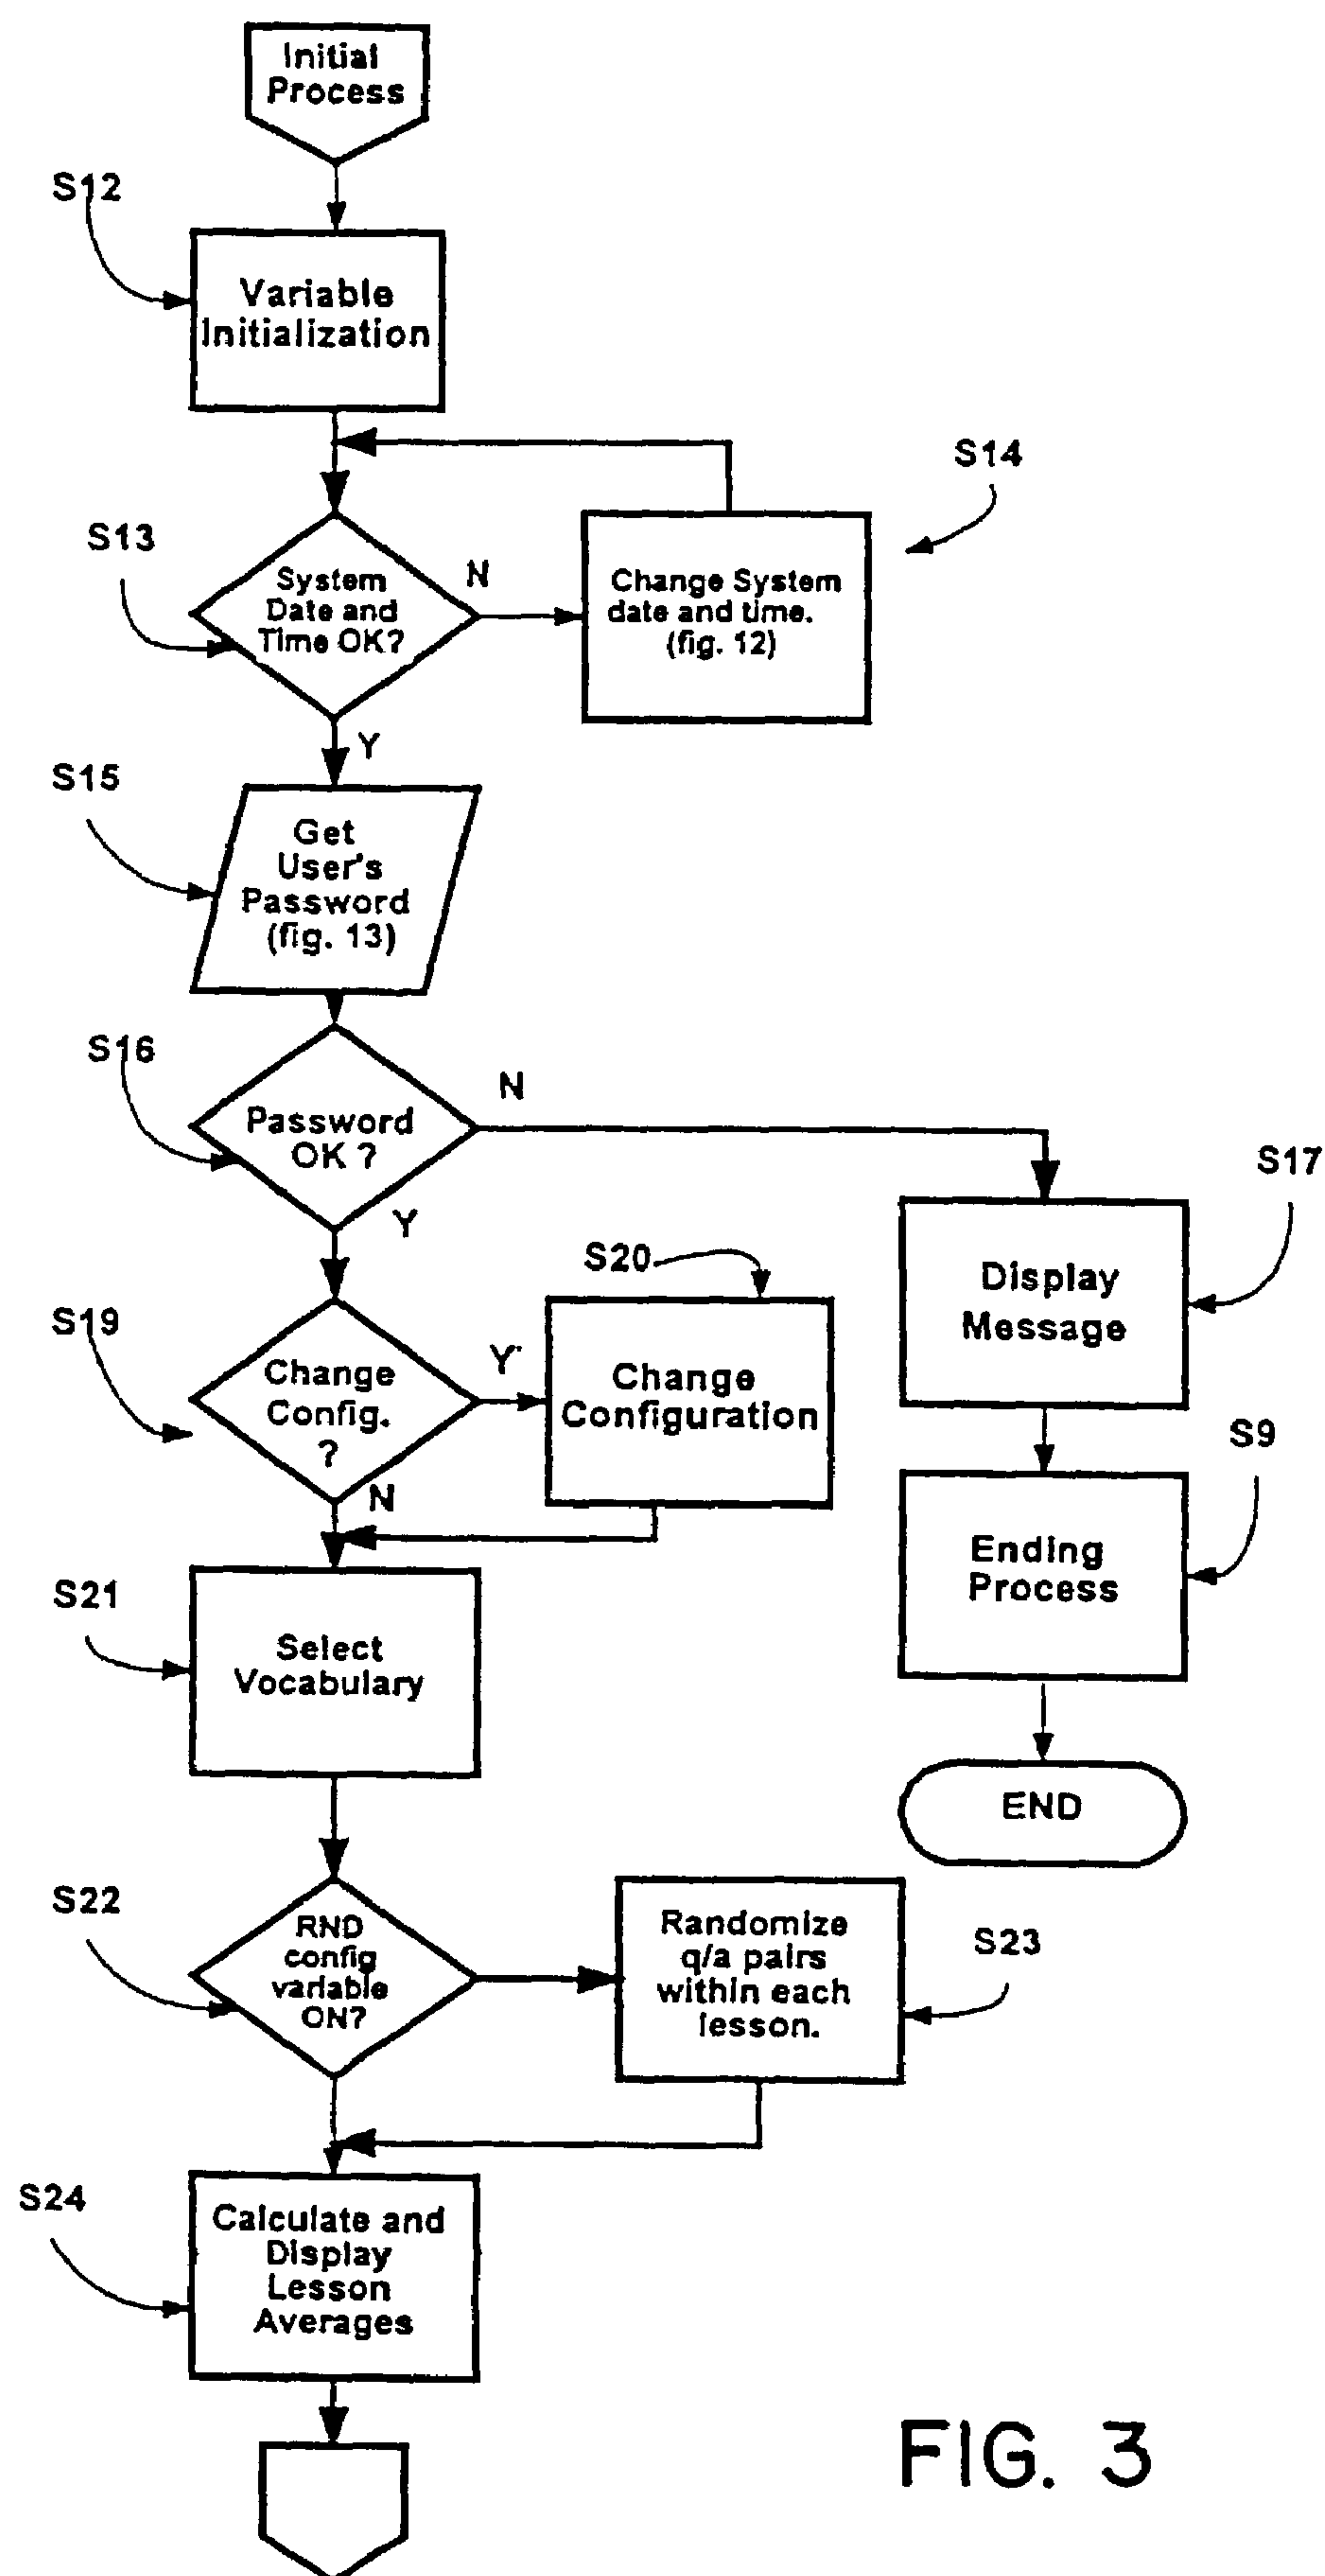 Initial
Process
S12
Variable
Initialization
S14
S13
System
Date and
Time OK?
N
Change System
date and time.
(fig. 12)
Y
S15
Get
User's
Password
(fig. 13)
S16
N
Password
OK ?
S17
Y
S20
Display
Message
S19
Change
Config.
?
Y
Change
Configuration
S9
N
Ending
Process
S21
Select
Vocabulary
END
S22
RND
config
variable
ON?
Randomize
q/a pairs
within each
lesson.
S23
S24
Calculate and
Display
Lesson
Averages
FIG. 3